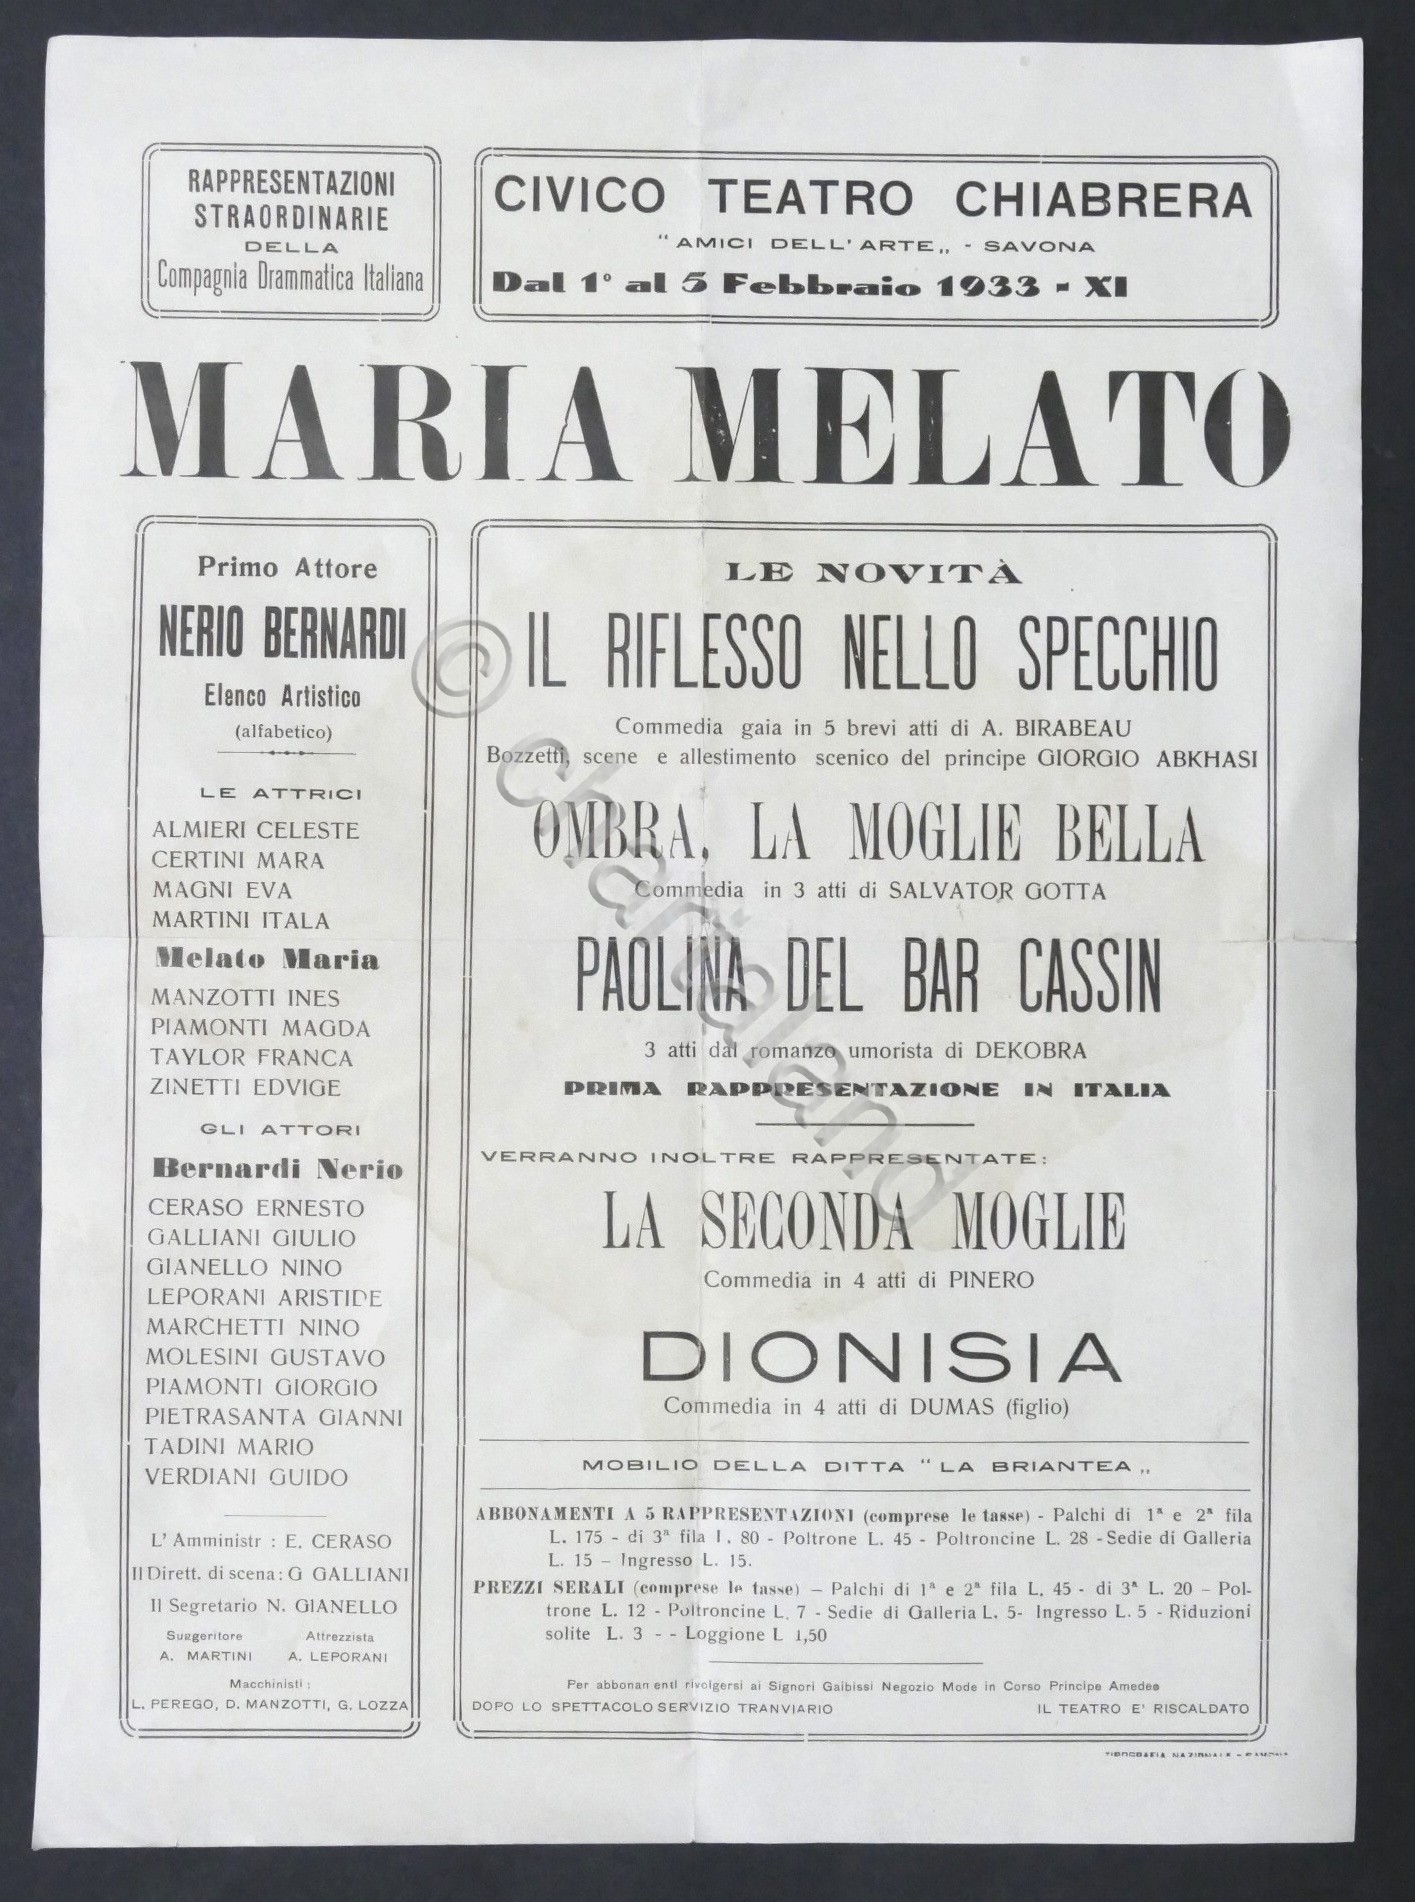 RAPPRESENTAZIONI
STRAORDINARIE
DELLA
Compagnia Drammatica Italiana
CIVICO TEATRO CHIABRERA
"AMICI DELL'ARTE„ - SAVONA
Dal 1° al 5 Febbraio 1933 - XI
MARIA MELATO
Primo Attore
NERIO BERNARDI
Elenco Artistico
(alfabetico)
LE ATTRICI
ALMIERI CELESTE
CERTINI MARA
MAGNI EVA
MARTINI ITALA
Melato Maria
MANZOTTI INES
PIAMONTI MAGDA
TAYLOR FRANCA
ZINETTI EDVIGE
GLI ATTORI
Bernardi Nerio
CERASO ERNESTO
GALLIANI GIULIO
GIANELLO NINO
LEPORANI ARISTIDE
MARCHETTI NINO
MOLESINI GUSTAVO
PIAMONTI GIORGIO
PIETRASANTA GIANNI
TADINI MARIO
VERDIANI GUIDO
L'Amministr : E. CERASO
Il Dirett. di scena: G GALLIANI
Il Segretario N. GIANELLO
Suggeritore Attrezzista
A. MARTINI A. LEPORANI
Macchinisti :
L. PEREGO, D. MANZOTTI, G. LOZZA
LE NOVITÀ
IL RIFLESSO NELLO SPECCHIO
Commedia gaia in 5 brevi atti di A. BIRABEAU
Bozzetti, scene e allestimento scenico del principe GIORGIO ABKHASI
OMBRA, LA MOGLIE BELLA
Commedia in 3 atti di SALVATOR GOTTA
PAOLINA DEL BAR CASSIN
3 atti dal romanzo umorista di DEKOBRA
PRIMA RAPPRESENTAZIONE IN ITALIA
VERRANNO INOLTRE RAPPRESENTATE:
LA SECONDA MOGLIE
Commedia in 4 atti di PINERO
DIONISIA
Commedia in 4 atti di DUMAS (figlio)
MOBILIO DELLA DITTA "LA BRIANTEA„
ABBONAMENTI A 5 RAPPRESENTAZIONI (comprese le tasse) - Palchi di 1ª e 2ª fila
L. 175 - di 3ª fila l. 80 - Poltrone L. 45 - Poltroncine L. 28 - Sedie di Galleria
L. 15 – Ingresso L. 15.
PREZZI SERALI (comprese le tasse) – Palchi di 1ª e 2ª fila L. 45 - di 3ª L. 20 – Pol-
trone L. 12 - Poltroncine L. 7 - Sedie di Galleria L. 5- Ingresso L. 5 - Riduzioni
solite L. 3 - - Loggione L 1,50
Per abbonamenti rivolgersi ai Signori Gaibissi Negozio Mode in Corso Principe Amedeo
DOPO LO SPETTACOLO SERVIZIO TRANVIARIO IL TEATRO E' RISCALDATO
TIPOGRAFIA NAZIONALE -
© chartaland